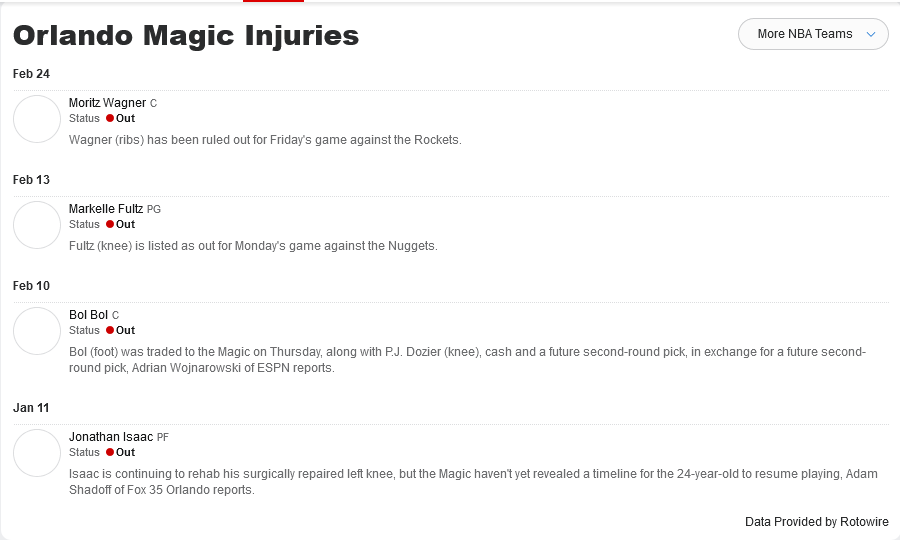 Orlando Magic Injuries
More NBA Teams
Feb 24
Moritz Wagner C
Status Out
Wagner (ribs) has been ruled out for Friday's game against the Rockets.
Feb 13
Markelle Fultz PG
Status Out
Fultz (knee) is listed as out for Monday's game against the Nuggets.
Feb 10
Bol Bol C
Status Out
Bol (foot) was traded to the Magic on Thursday, along with P.J. Dozier (knee), cash and a future second-round pick, in exchange for a future second-
round pick, Adrian Wojnarowski of ESPN reports.
Jan 11
Jonathan Isaac PF
Status Out
Isaac is continuing to rehab his surgically repaired left knee, but the Magic haven't yet revealed a timeline for the 24-year-old to resume playing, Adam
Shadoff of Fox 35 Orlando reports.
Data Provided by Rotowire